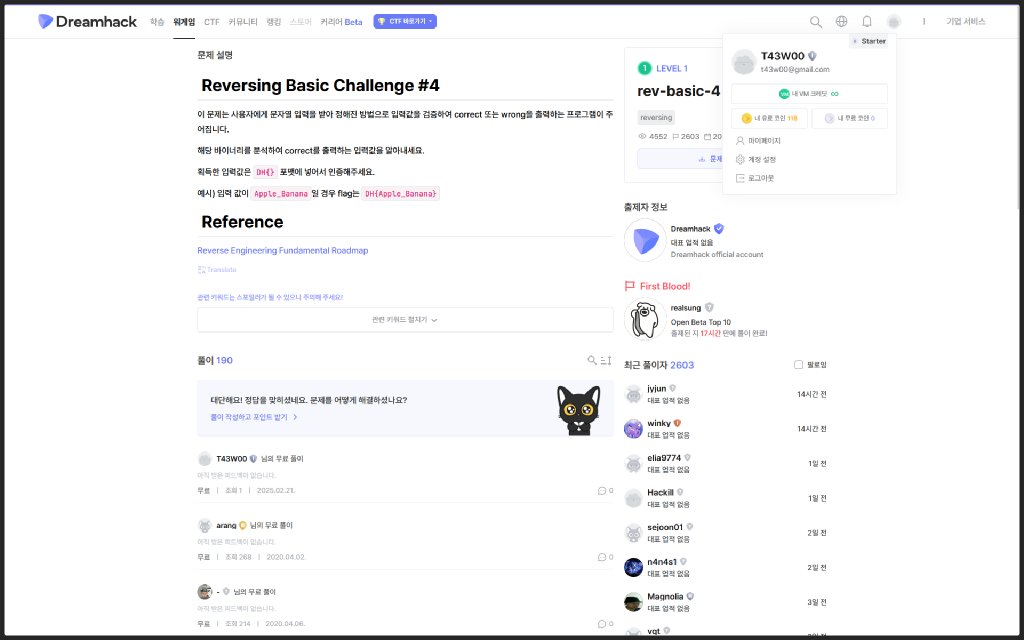 Dreamhack
학습 워게임 CTF 커뮤니티 랭킹 스토어 커리어 Beta CTF 바로가기
기업 서비스
Starter
T43W00
t43w00@gmail.com
내 VM 크레딧 ∞
내 유료 코인 118
내 무료 코인 0
마이페이지
계정 설정
로그아웃
문제 설명
Reversing Basic Challenge #4
이 문제는 사용자에게 문자열 입력을 받아 정해진 방법으로 입력값을 검증하여 correct 또는 wrong을 출력하는 프로그램이 주
어집니다.
해당 바이너리를 분석하여 correct를 출력하는 입력값을 알아내세요.
획득한 입력값은 DH{} 포맷에 넣어서 인증해주세요.
예시) 입력 값이 Apple_Banana 일 경우 flag는 DH{Apple_Banana}
Reference
Reverse Engineering Fundamental Roadmap
Translate
관련 키워드는 스포일러가 될 수 있으니 주의해 주세요!
관련 키워드 펼치기
풀이 190
대단해요! 정답을 맞히셨네요. 문제를 어떻게 해결하셨나요?
풀이 작성하고 포인트 받기
T43W00 님의 무료 풀이
아직 받은 피드백이 없습니다.
무료 | 조회 1 | 2025.02.21.
0
arang 님의 무료 풀이
아직 받은 피드백이 없습니다.
무료 | 조회 268 | 2020.04.02.
0
- 님의 무료 풀이
아직 받은 피드백이 없습니다.
무료 | 조회 214 | 2020.04.06.
0
1 LEVEL 1
rev-basic-4
reversing
4552 2603 20
문제
출제자 정보
Dreamhack
대표 업적 없음
Dreamhack official account
First Blood!
realsung
Open Beta Top 10
출제된 지 17시간 만에 풀이 완료!
최근 풀이자 2603
팔로잉
jyjun
대표 업적 없음
14시간 전
winky
대표 업적 없음
14시간 전
elia9774
대표 업적 없음
1일 전
Hackill
대표 업적 없음
1일 전
sejoon01
대표 업적 없음
2일 전
n4n4s1
대표 업적 없음
2일 전
Magnolia
대표 업적 없음
3일 전
vqt